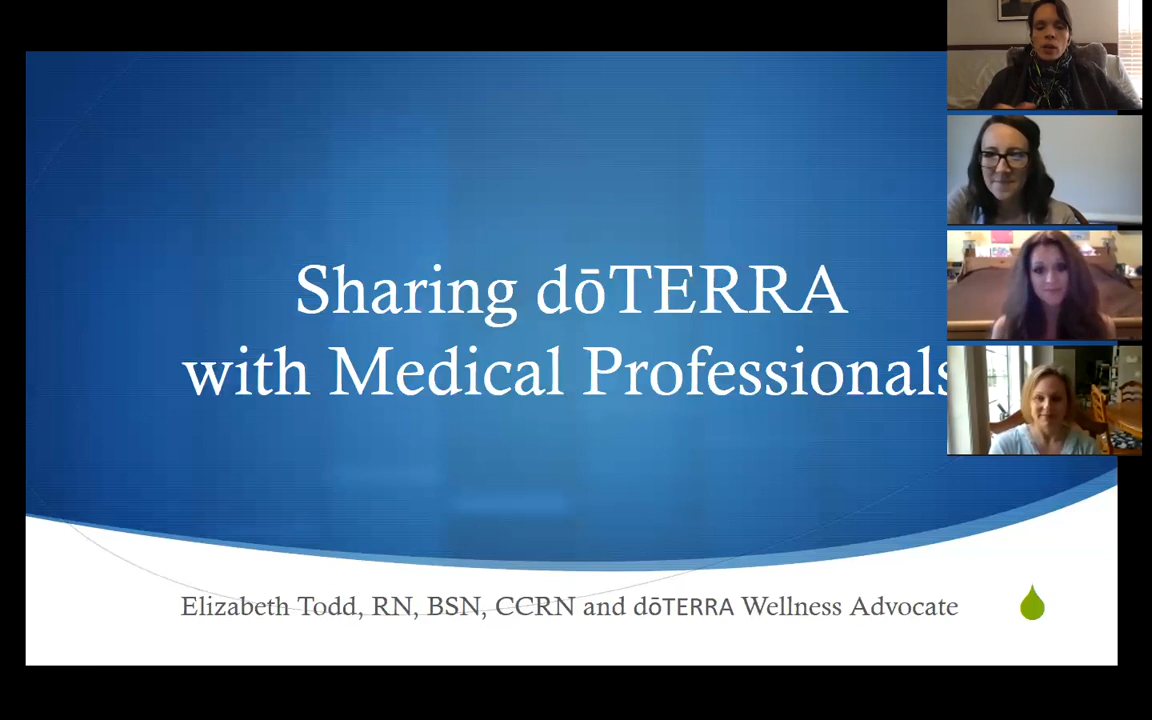 Sharing dōTERRA
with Medical Professionals
Elizabeth Todd, RN, BSN, CCRN and dōTERRA Wellness Advocate